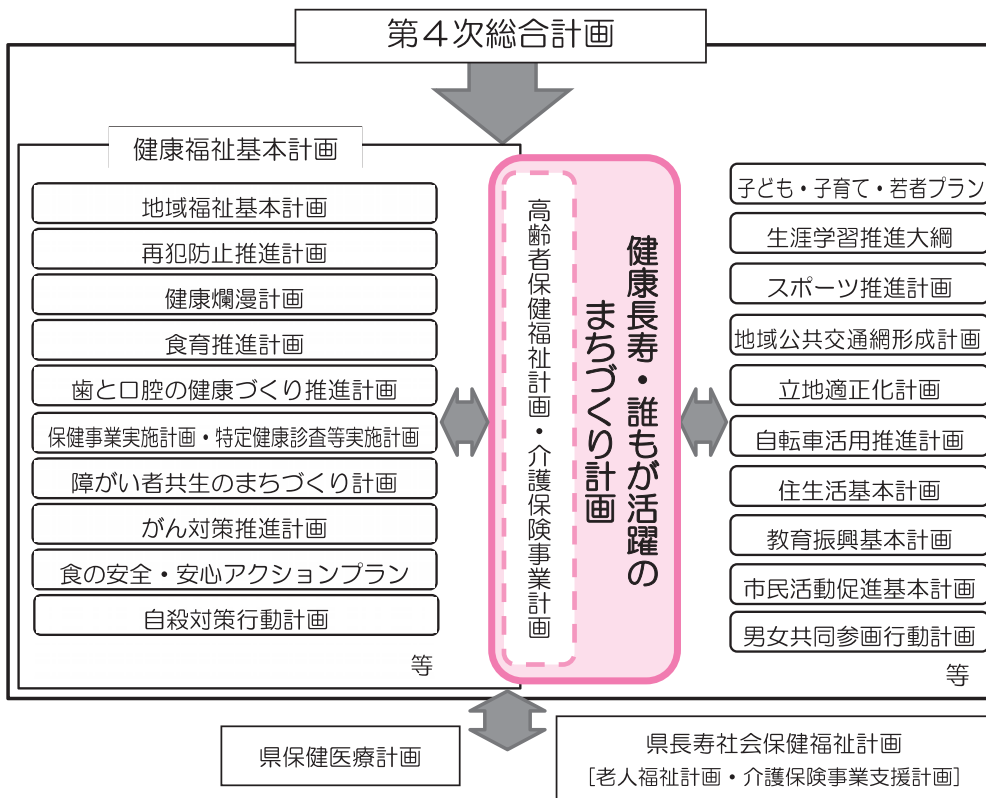 第４次総合計画
健康福祉基本計画
地域福祉基本計画
再犯防止推進計画
健康爛漫計画
食育推進計画
歯と口腔の健康づくり推進計画
保健事業実施計画・特定健康診査等実施計画
障がい者共生のまちづくり計画
がん対策推進計画
食の安全・安心アクションプラン
自殺対策行動計画
等
高齢者保健福祉計画・介護保険事業計画
健康長寿・誰もが活躍の
まちづくり計画
子ども・子育て・若者プラン
生涯学習推進大綱
スポーツ推進計画
地域公共交通網形成計画
立地適正化計画
自転車活用推進計画
住生活基本計画
教育振興基本計画
市民活動促進基本計画
男女共同参画行動計画
等
県保健医療計画
県長寿社会保健福祉計画
［老人福祉計画・介護保険事業支援計画］